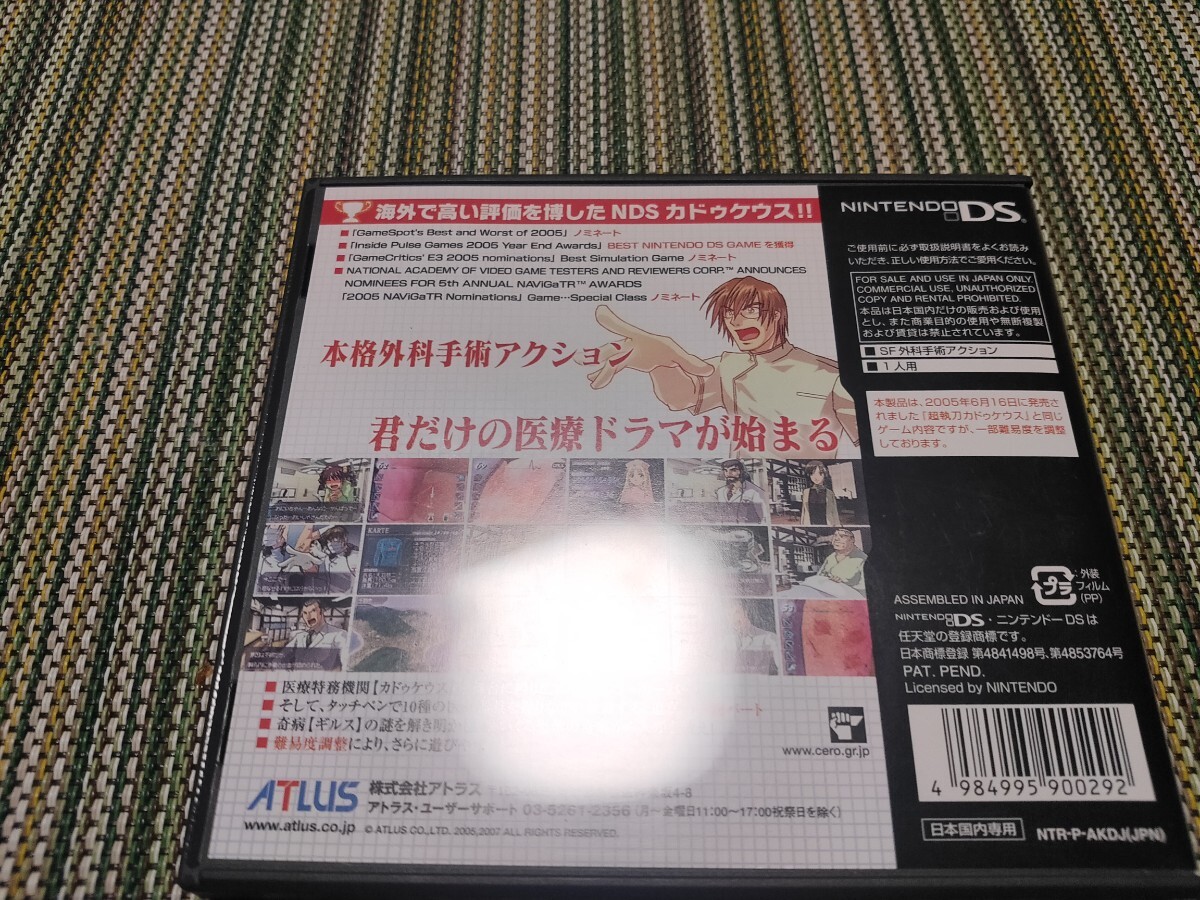 海外で高い評価を博した NDS カドゥケウス!!
■「GameSpot's Best and Worst of 2005」ノミネート
■「Inside Pulse Games 2005 Year End Awards」BEST NINTENDO DS GAME を獲得
■「GameCritics' E3 2005 nominations」Best Simulation Game ノミネート
■ NATIONAL ACADEMY OF VIDEO GAME TESTERS AND REVIEWERS CORP.™ ANNOUNCES
NOMINEES FOR 5th ANNUAL NAViGaTR™ AWARDS
「2005 NAViGaTR Nominations」Game…Special Class ノミネート
本格外科手術アクション
君だけの医療ドラマが始まる
KARTE
■ 医療特務機関【カドゥケウス
■ そして、タッチペンで10種の
ート
■ 奇病【ギルス】の謎を解き明
■ 難易度調整により、さらに遊び
www.cero.gr.jp
ATLUS 株式会社アトラス
4-8
アトラス・ユーザーサポート 03-5261-2356 (月～金曜日11:00～17:00祝祭日を除く)
www.atlus.co.jp © ATLUS CO.,LTD. 2005,2007 ALL RIGHTS RESERVED.
NINTENDO DS
ご使用前に必ず取扱説明書をよくお読み
いただき、正しい使用方法でご愛用ください。
FOR SALE AND USE IN JAPAN ONLY.
COMMERCIAL USE, UNAUTHORIZED
COPY AND RENTAL PROHIBITED.
本品は日本国内だけの販売および使用
とし、また商業目的の使用や無断複製
および賃貸は禁止されています。
■ SF外科手術アクション
■ 1人用
本製品は、2005年6月16日に発売さ
れました『超執刀カドゥケウス』と同じ
ゲーム内容ですが、一部難易度を調整
しております。
ASSEMBLED IN JAPAN
プラ
:外装
フィルム
(PP)
NINTENDO DS・ニンテンドーDSは
任天堂の登録商標です。
日本商標登録 第4841498号、第4853764号
PAT. PEND.
Licensed by NINTENDO
4 984995 900292
日本国内専用
NTR-P-AKDJ(JPN)